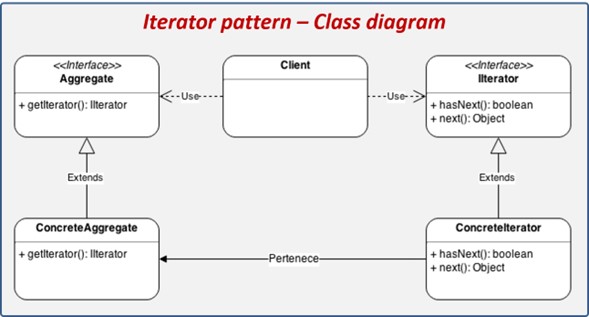 Iterator pattern – Class diagram
<<Interface>>
Aggregate
+ getIterator(): IIterator
Client
<<Interface>>
IIterator
+ hasNext(): boolean
+ next(): Object
Use
Use
Extends
Extends
ConcreteAggregate
+ getIterator(): IIterator
Pertenece
ConcreteIterator
+ hasNext(): boolean
+ next(): Object